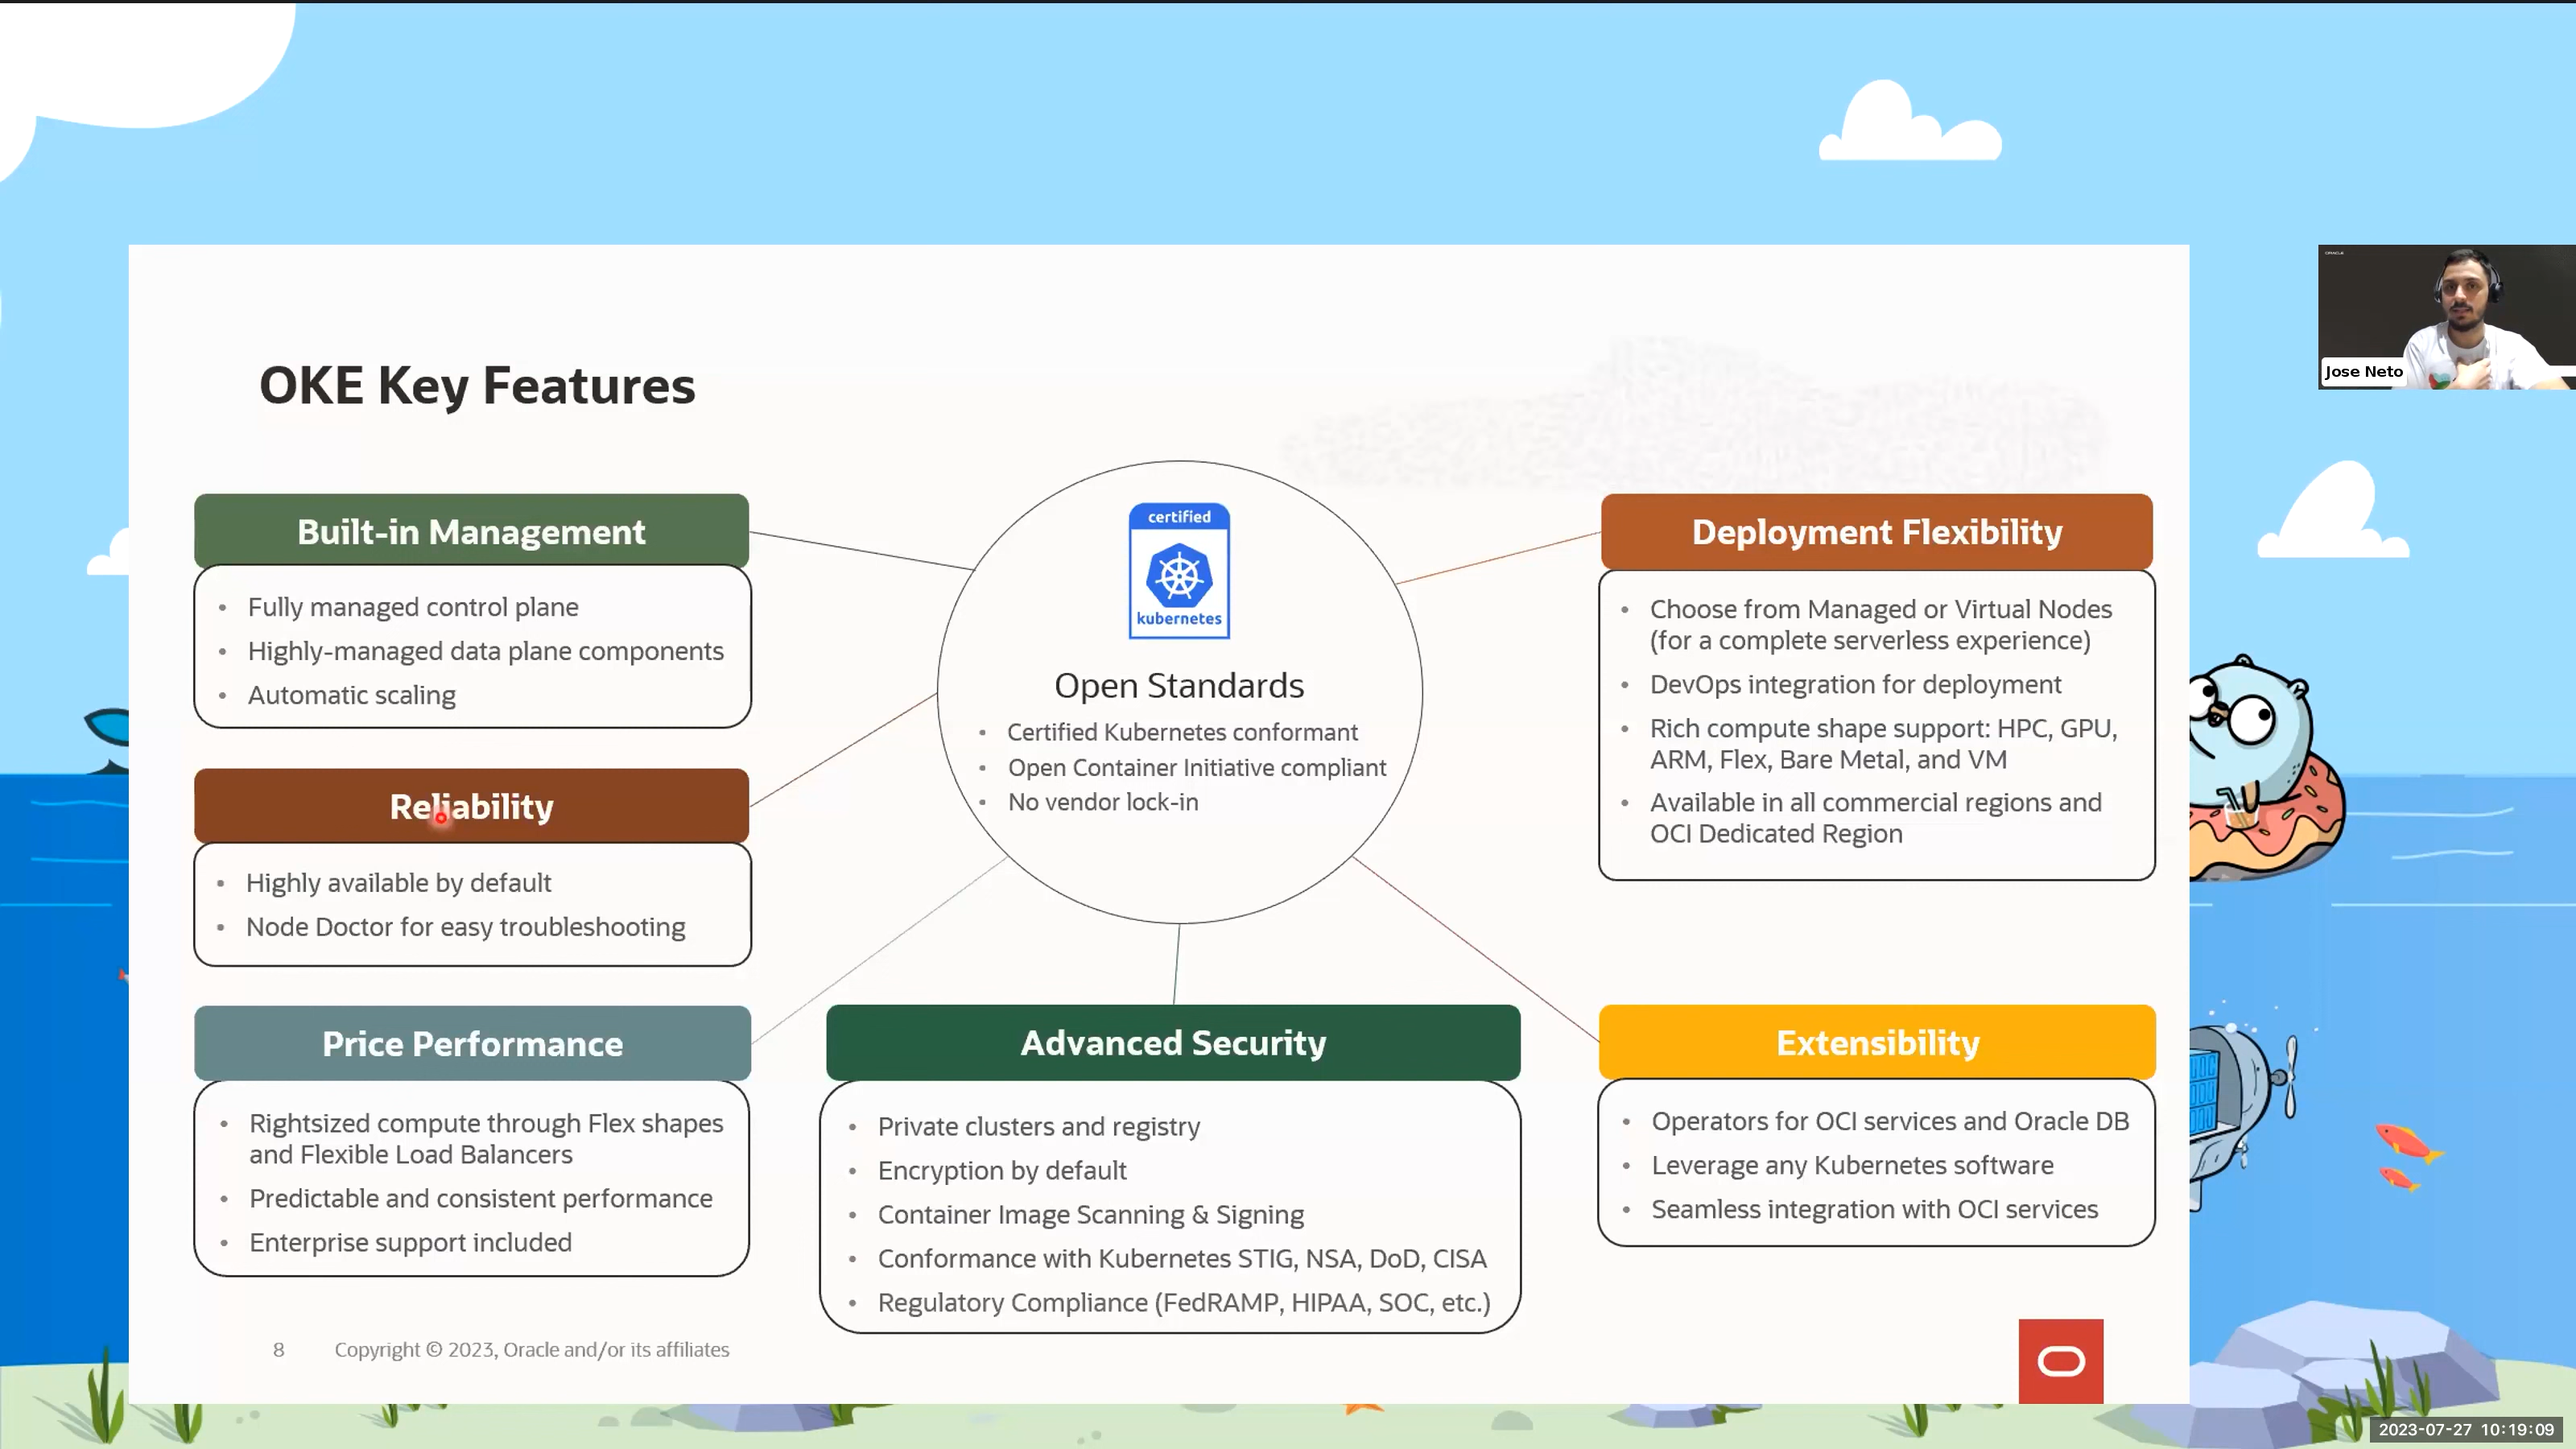 OKE Key Features
Built-in Management
Fully managed control plane
Highly-managed data plane components
Automatic scaling
Reliability
Highly available by default
Node Doctor for easy troubleshooting
Price Performance
Rightsized compute through Flex shapes
and Flexible Load Balancers
Predictable and consistent performance
Enterprise support included
certified
kubernetes
Open Standards
Certified Kubernetes conformant
Open Container Initiative compliant
No vendor lock-in
Advanced Security
Private clusters and registry
Encryption by default
Container Image Scanning & Signing
Conformance with Kubernetes STIG, NSA, DoD, CISA
Regulatory Compliance (FedRAMP, HIPAA, SOC, etc.)
Deployment Flexibility
Choose from Managed or Virtual Nodes
(for a complete serverless experience)
DevOps integration for deployment
Rich compute shape support: HPC, GPU,
ARM, Flex, Bare Metal, and VM
Available in all commercial regions and
OCI Dedicated Region
Extensibility
Operators for OCI services and Oracle DB
Leverage any Kubernetes software
Seamless integration with OCI services
8 Copyright © 2023, Oracle and/or its affiliates
ORACLE
Jose Neto
2023-07-27 10:19:09